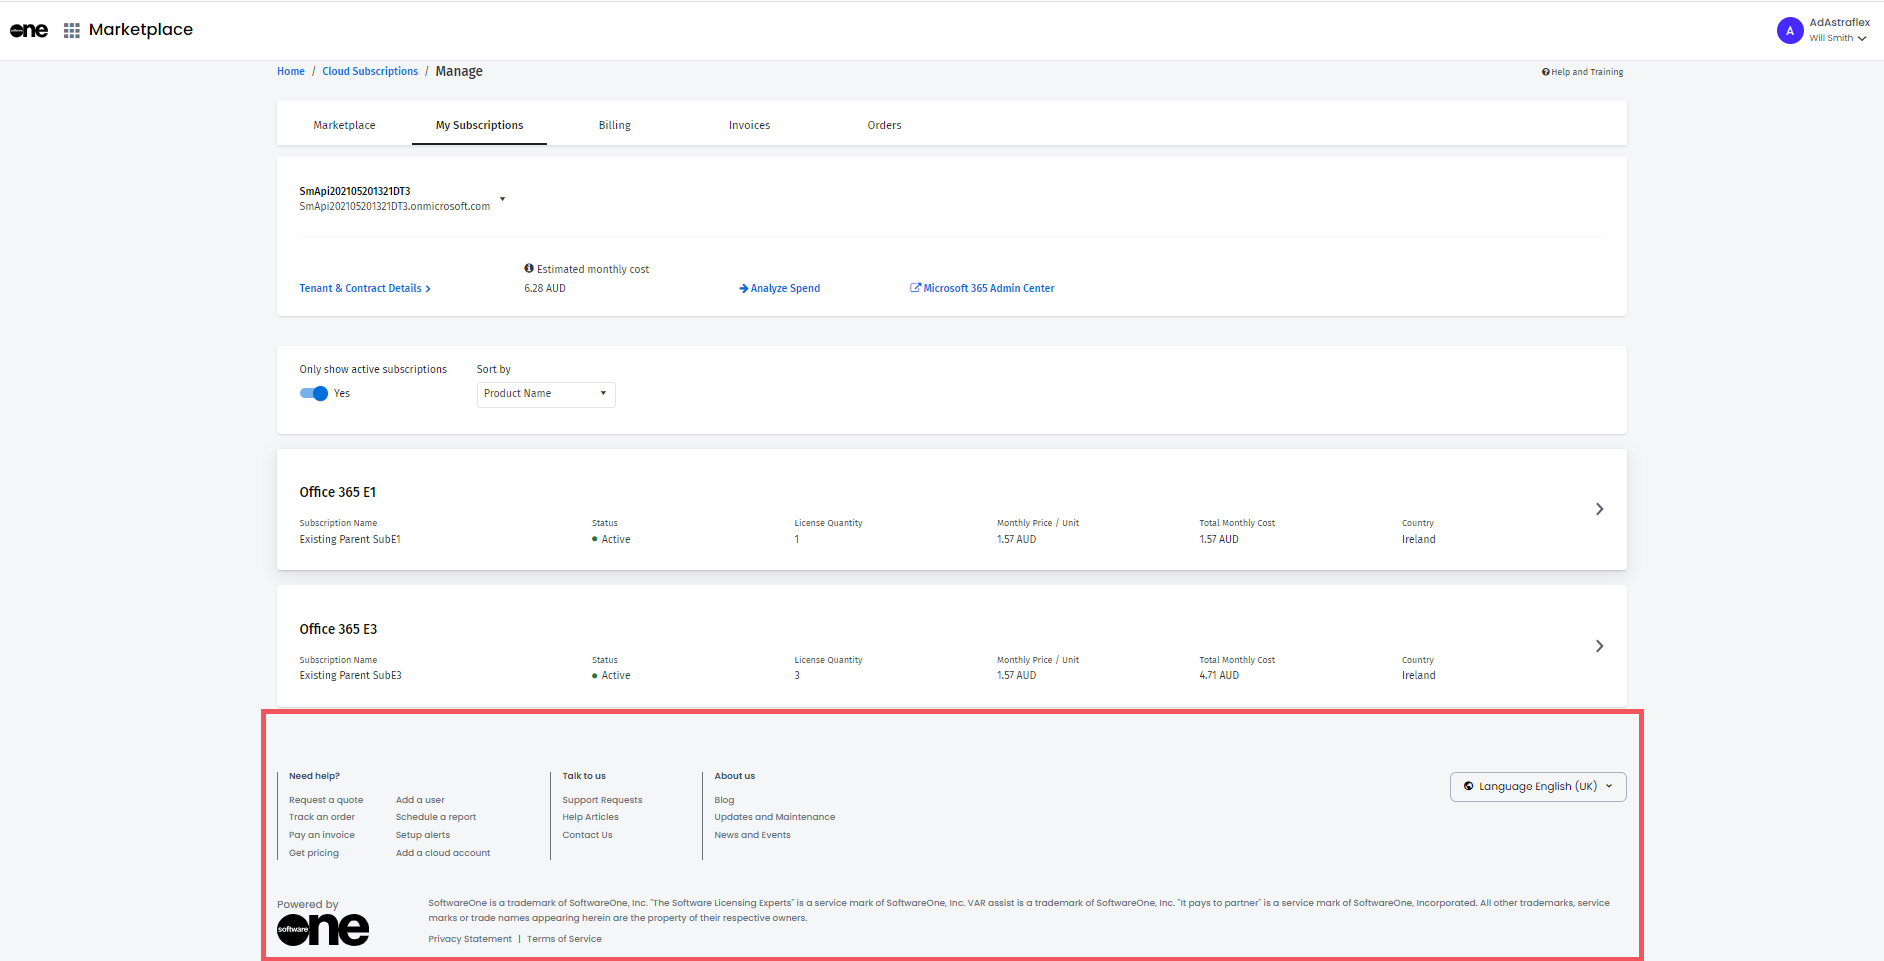 software one
Marketplace
A
AdAstraflex
Will Smith
Home / Cloud Subscriptions / Manage
Help and Training
Marketplace
My Subscriptions
Billing
Invoices
Orders
SmApi202105201321DT3
SmApi202105201321DT3.onmicrosoft.com
Tenant & Contract Details
Estimated monthly cost
6.28 AUD
Analyze Spend
Microsoft 365 Admin Center
Only show active subscriptions
Yes
Sort by
Product Name
Office 365 E1
Subscription Name Status License Quantity Monthly Price / Unit Total Monthly Cost Country
Existing Parent SubE1 Active 1 1.57 AUD 1.57 AUD Ireland
Office 365 E3
Subscription Name Status License Quantity Monthly Price / Unit Total Monthly Cost Country
Existing Parent SubE3 Active 3 1.57 AUD 4.71 AUD Ireland
Need help?
Request a quote
Track an order
Pay an invoice
Get pricing
Add a user
Schedule a report
Setup alerts
Add a cloud account
Talk to us
Support Requests
Help Articles
Contact Us
About us
Blog
Updates and Maintenance
News and Events
Language English (UK)
Powered by
software one
SoftwareOne is a trademark of SoftwareOne, Inc. "The Software Licensing Experts" is a service mark of SoftwareOne, Inc. VAR assist is a trademark of SoftwareOne, Inc. "It pays to partner" is a service mark of SoftwareOne, Incorporated. All other trademarks, service
marks or trade names appearing herein are the property of their respective owners.
Privacy Statement | Terms of Service